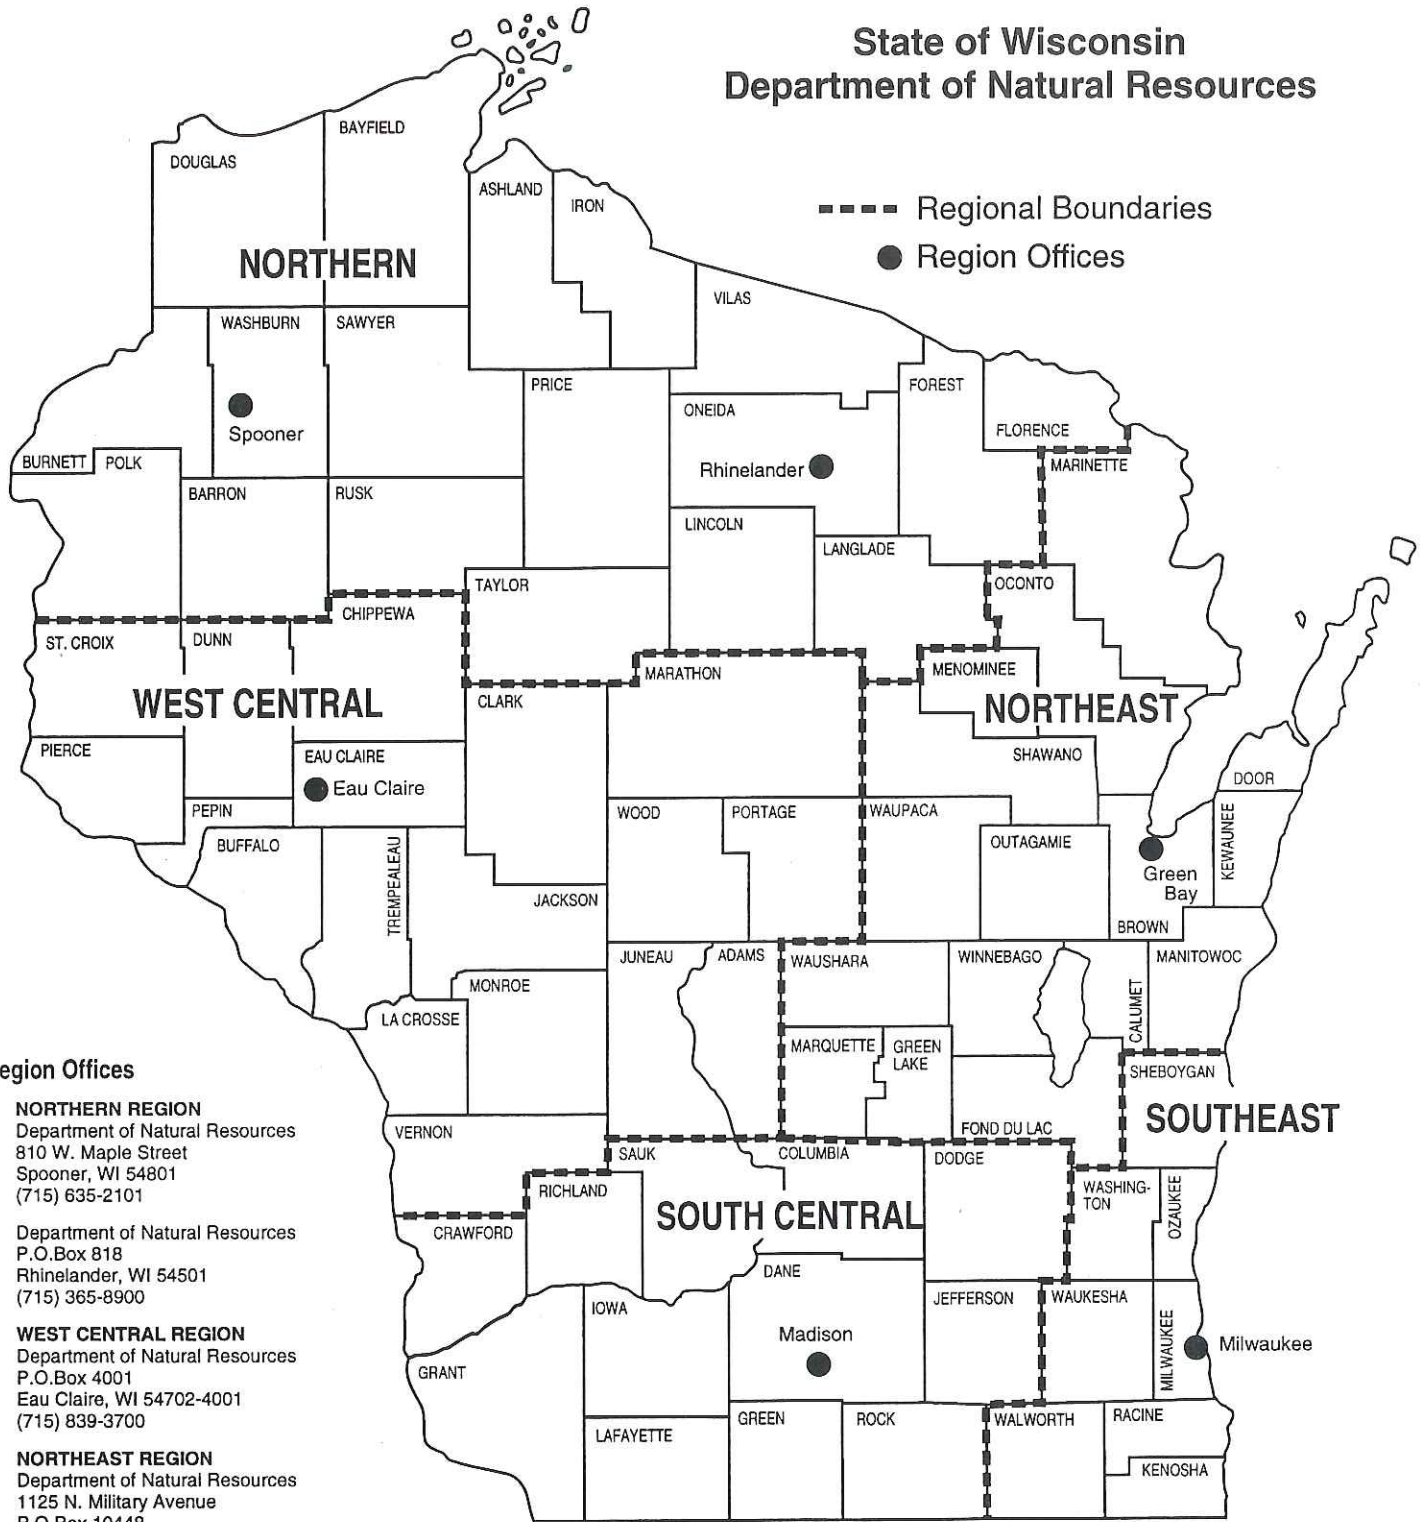 State of Wisconsin
Department of Natural Resources
Regional Boundaries
Region Offices
BAYFIELD
DOUGLAS
ASHLAND
IRON
NORTHERN
VILAS
WASHBURN
SAWYER
PRICE
FOREST
ONEIDA
Spooner
FLORENCE
BURNETT
POLK
MARINETTE
Rhinelander
BARRON
RUSK
LINCOLN
LANGLADE
TAYLOR
OCONTO
CHIPPEWA
ST. CROIX
DUNN
MENOMINEE
MARATHON
WEST CENTRAL
CLARK
NORTHEAST
PIERCE
EAU CLAIRE
SHAWANO
Eau Claire
DOOR
PEPIN
WOOD
PORTAGE
WAUPACA
BUFFALO
TREMPEALEAU
OUTAGAMIE
KEWAUNEE
Green
Bay
JACKSON
BROWN
JUNEAU
ADAMS
WAUSHARA
WINNEBAGO
MANITOWOC
MONROE
CALUMET
LA CROSSE
MARQUETTE
GREEN
LAKE
SHEBOYGAN
SOUTHEAST
VERNON
FOND DU LAC
SAUK
COLUMBIA
DODGE
RICHLAND
WASHING-
TON
OZAUKEE
SOUTH CENTRAL
CRAWFORD
DANE
IOWA
JEFFERSON
WAUKESHA
Madison
MILWAUKEE
Milwaukee
GRANT
GREEN
ROCK
WALWORTH
RACINE
LAFAYETTE
KENOSHA
egion Offices
NORTHERN REGION
Department of Natural Resources
810 W. Maple Street
Spooner, WI 54801
(715) 635-2101
Department of Natural Resources
P.O.Box 818
Rhinelander, WI 54501
(715) 365-8900
WEST CENTRAL REGION
Department of Natural Resources
P.O.Box 4001
Eau Claire, WI 54702-4001
(715) 839-3700
NORTHEAST REGION
Department of Natural Resources
1125 N. Military Avenue
P.O.Box 10448